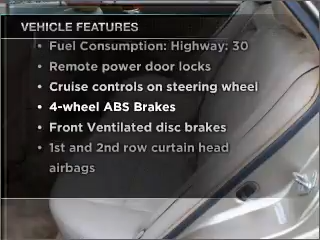 VEHICLE FEATURES
• Fuel Consumption: Highway: 30
• Remote power door locks
• Cruise controls on steering wheel
• 4-wheel ABS Brakes
• Front Ventilated disc brakes
• 1st and 2nd row curtain head
airbags